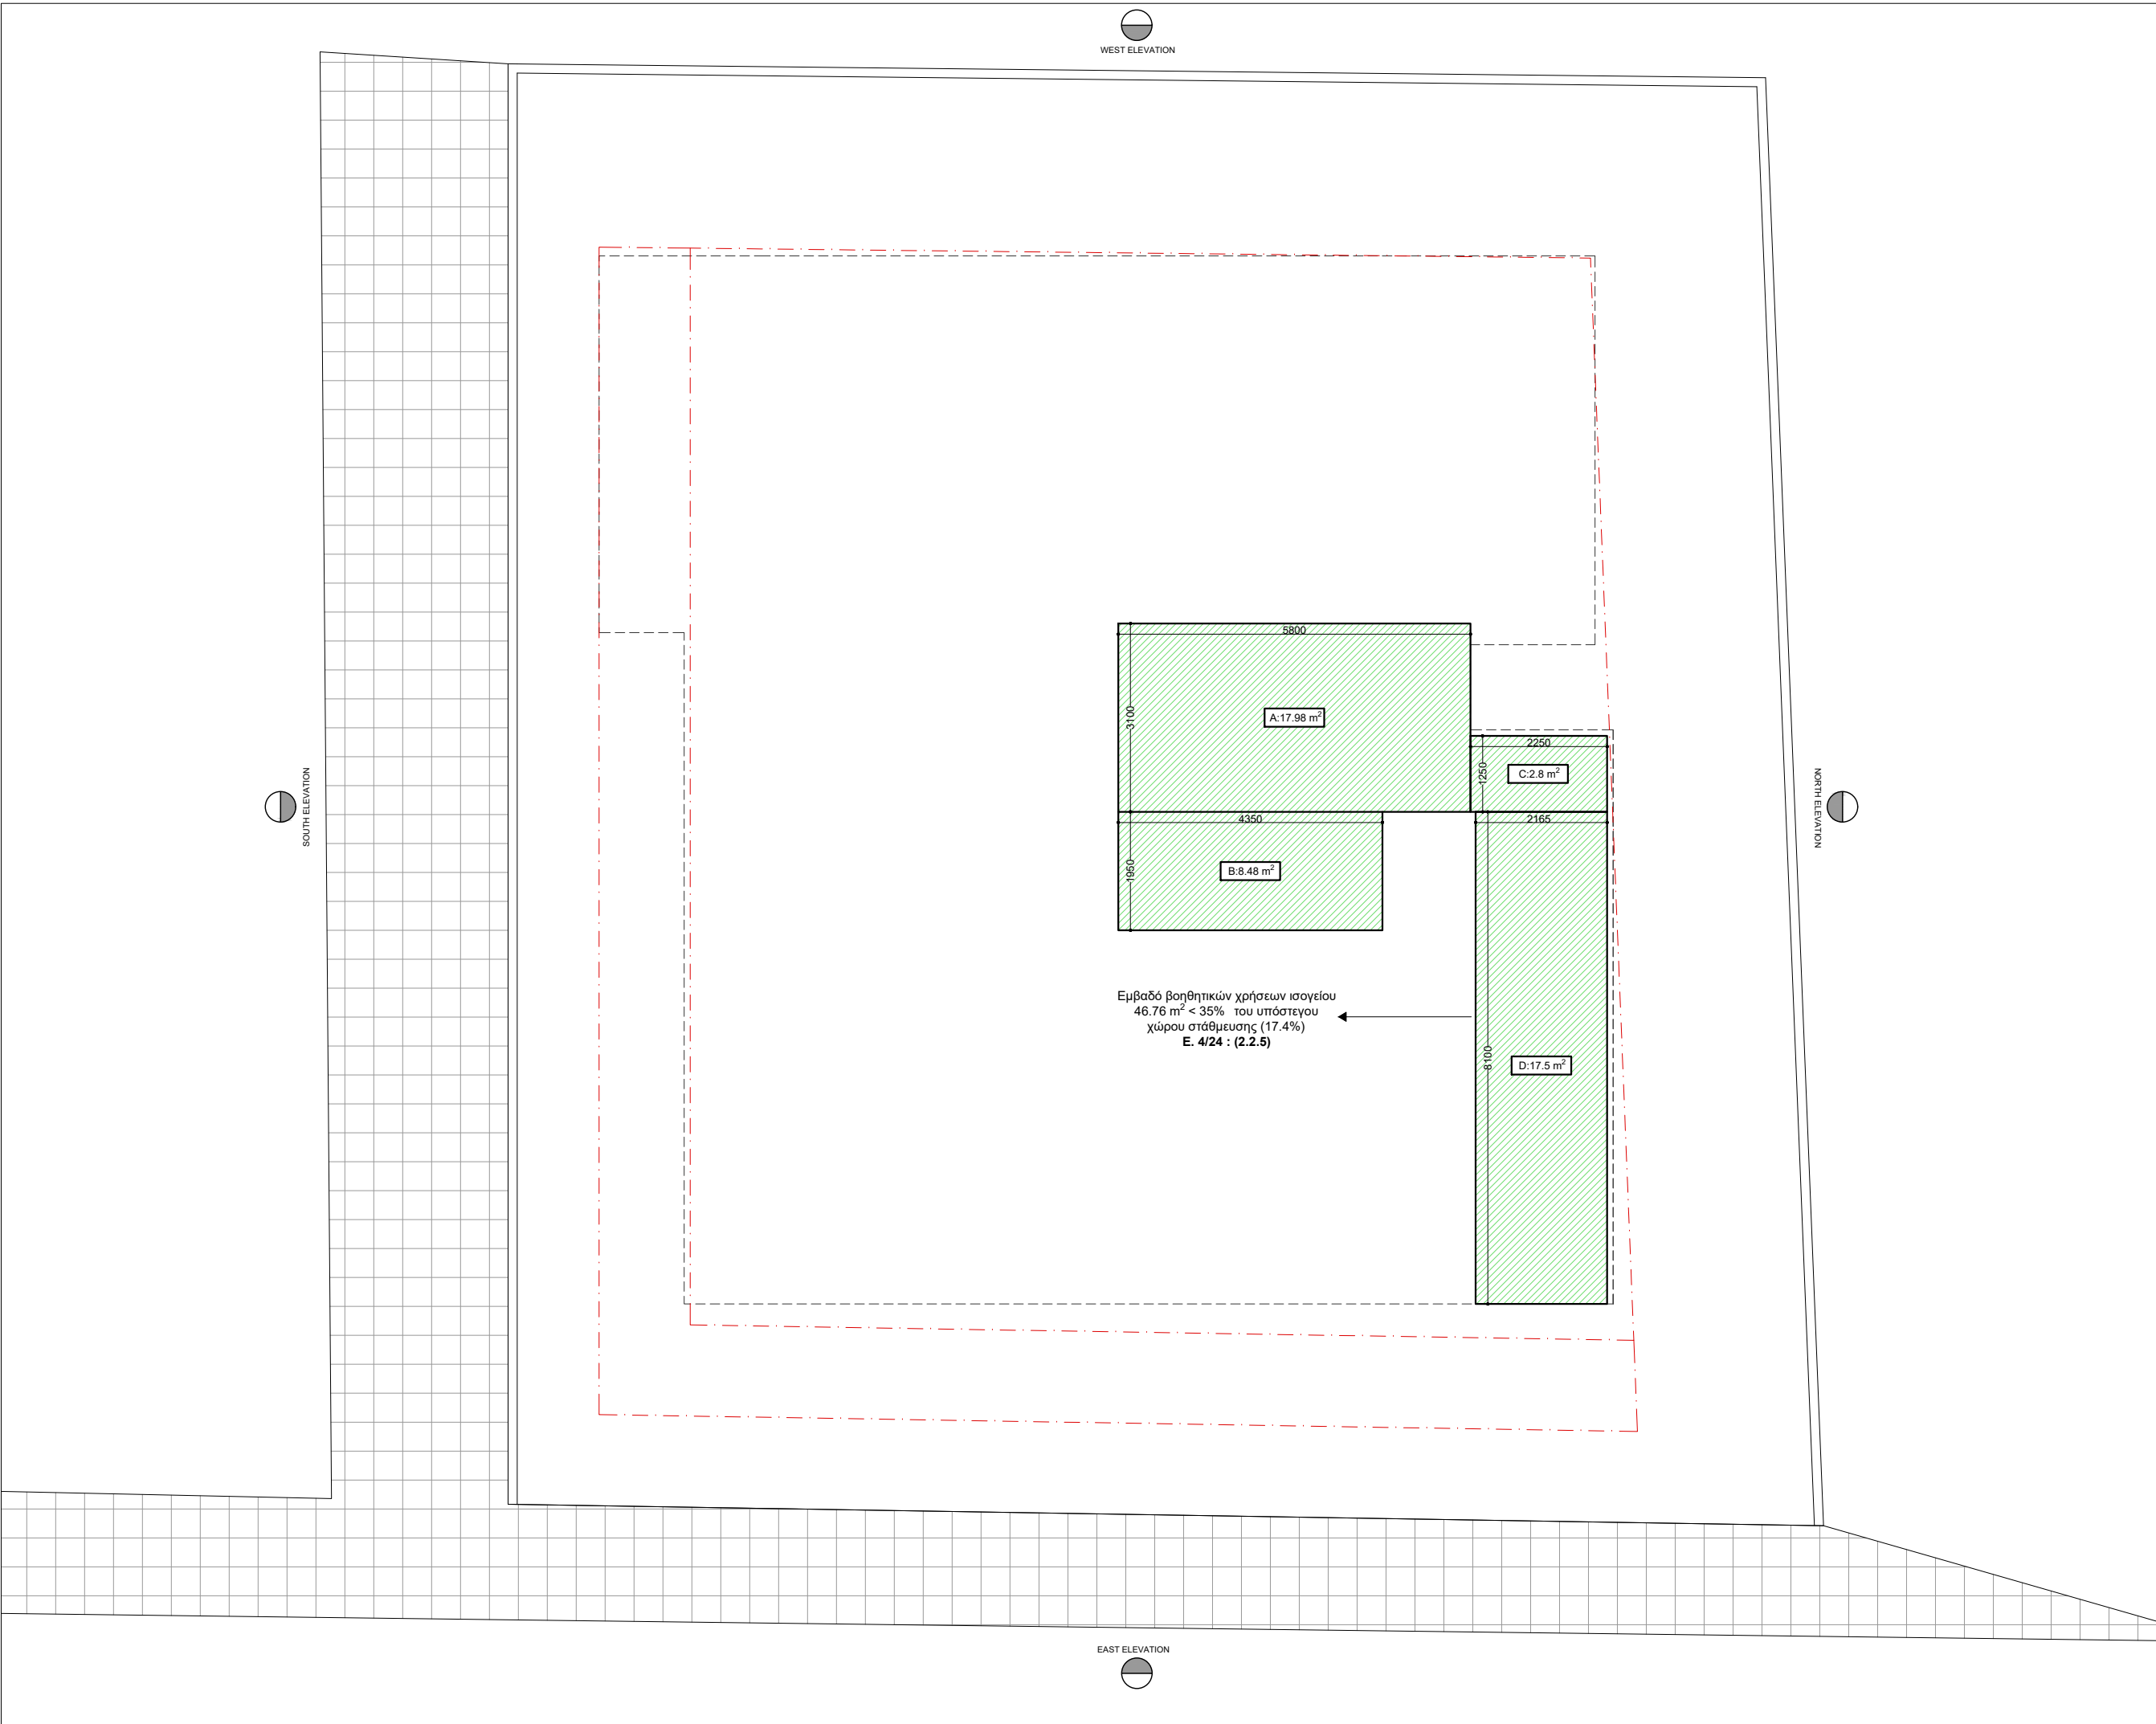 WEST ELEVATION
5800
3100
A:17.98 m²
2250
1250
C:2.8 m²
SOUTH ELEVATION
NORTH ELEVATION
4350
2165
1950
B:8.48 m²
Εμβαδό βοηθητικών χρήσεων ισογείου
46.76 m² < 35% του υπόστεγου
χώρου στάθμευσης (17.4%)
Ε. 4/24 : (2.2.5)
8100
D:17.5 m²
EAST ELEVATION